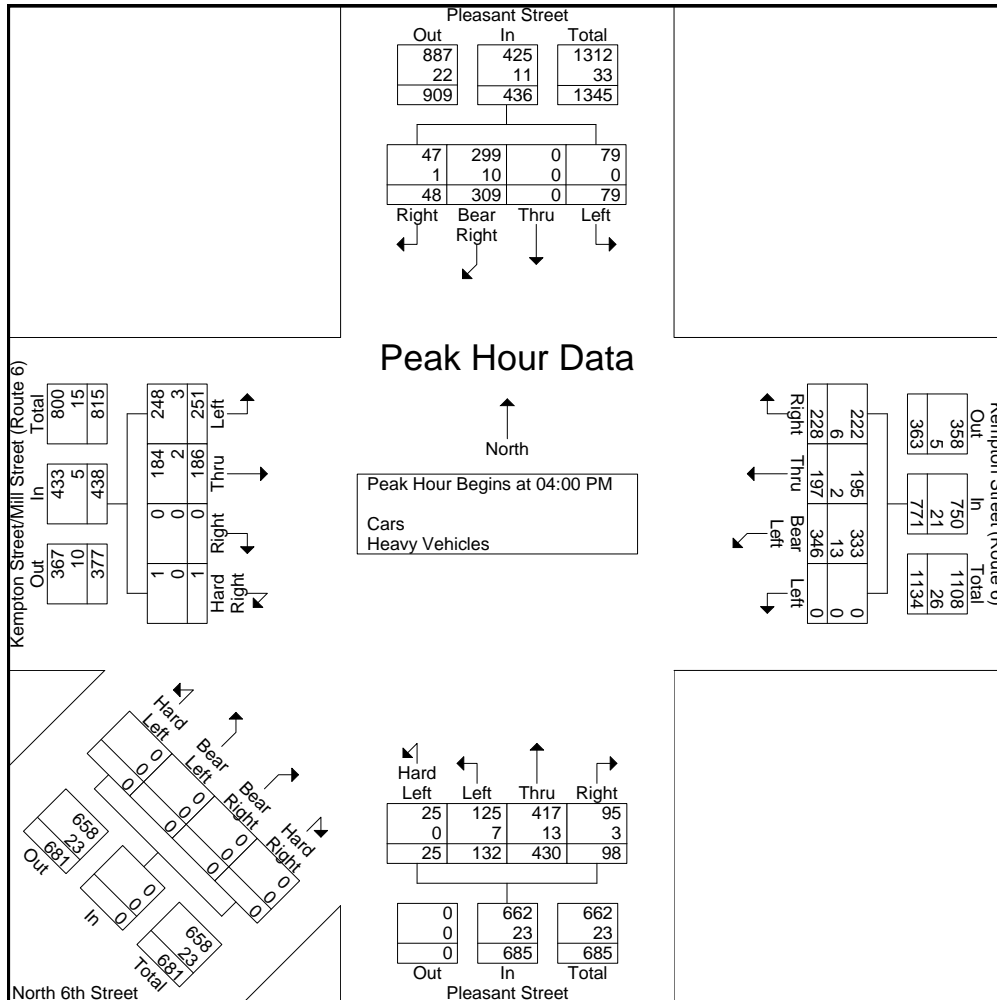 Pleasant Street
Out In Total
887 425 1312
22 11 33
909 436 1345
47 299 0 79
1 10 0 0
48 309 0 79
Right Bear Right Thru Left
Peak Hour Data
North
Peak Hour Begins at 04:00 PM
Cars
Heavy Vehicles
Kempton Street/Mill Street (Route 6)
Out In Total
367 433 800
10 5 15
377 438 815
1 0 184 248
0 0 2 3
1 0 186 251
Hard Right Right Thru Left
Kempton Street (Route 6)
Out In Total
358 750 1108
5 21 26
363 771 1134
222 195 333 0
6 2 13 0
228 197 346 0
Right Thru Bear Left Left
Hard Left Bear Left Bear Right Hard Right
0 0 0 0
0 0 0 0
0 0 0 0
658 0 658
23 0 23
681 0 681
Out In Total
North 6th Street
Hard Left Left Thru Right
25 125 417 95
0 7 13 3
25 132 430 98
0 662 662
0 23 23
0 685 685
Out In Total
Pleasant Street